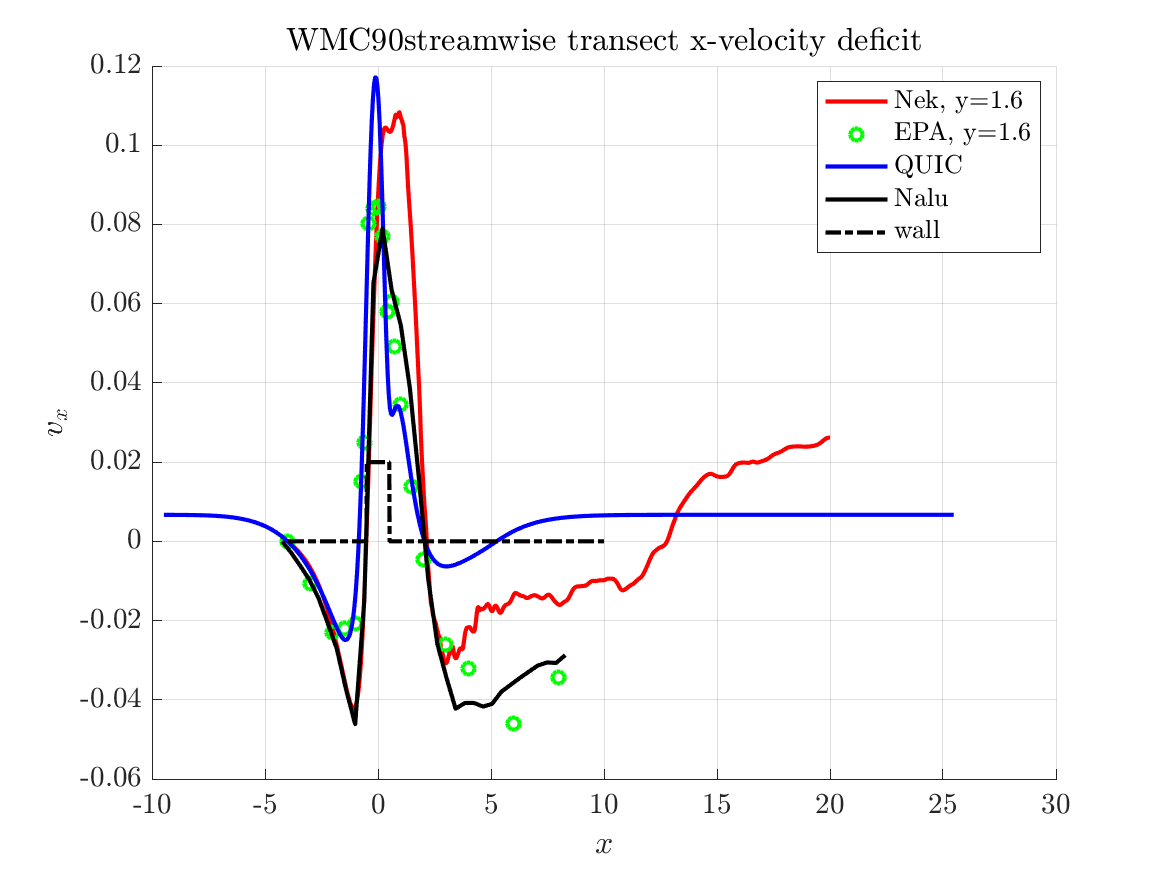 WMC90streamwise transect x-velocity deficit
0.12
0.1
0.08
0.06
0.04
0.02
0
-0.02
-0.04
-0.06
v_x
-10 -5 0 5 10 15 20 25 30
x
Nek, y=1.6
EPA, y=1.6
QUIC
Nalu
wall